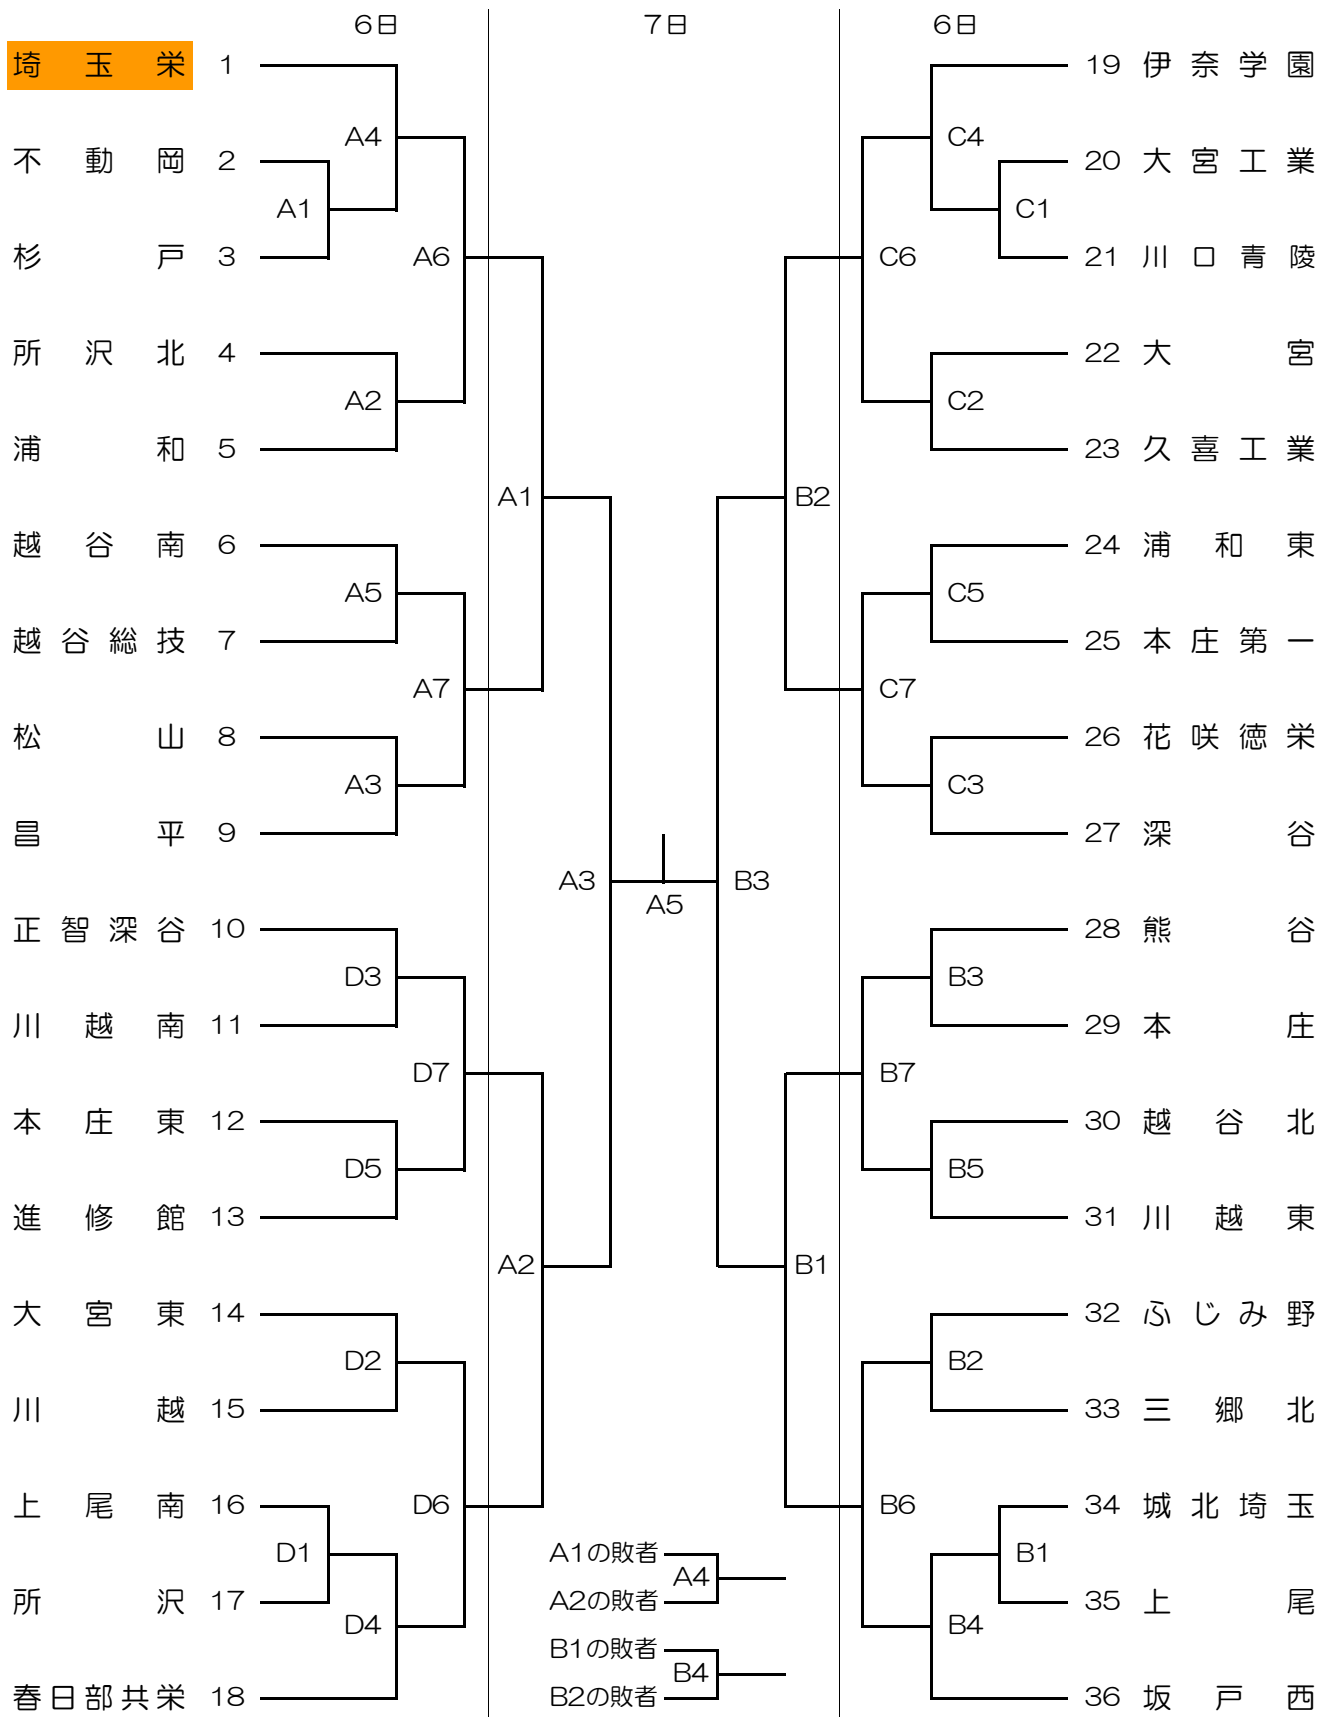 6日 7日 6日
埼玉栄 1 19 伊奈学園
A4 C4
不動岡 2 20 大宮工業
A1 C1
杉戸 3 A6 C6 21 川口青陵
所沢北 4 22 大宮
A2 C2
浦和 5 23 久喜工業
A1 B2
越谷南 6 24 浦和東
A5 C5
越谷総技 7 25 本庄第一
A7 C7
松山 8 26 花咲徳栄
A3 C3
昌平 9 27 深谷
A3 B3
A5
正智深谷 10 28 熊谷
D3 B3
川越南 11 29 本庄
D7 B7
本庄東 12 30 越谷北
D5 B5
進修館 13 31 川越東
A2 B1
大宮東 14 32 ふじみ野
D2 B2
川越 15 33 三郷北
上尾南 16 D6 B6 34 城北埼玉
D1 A1の敗者 B1
A4
所沢 17 A2の敗者 35 上尾
D4 B4
B1の敗者
B4
春日部共栄 18 B2の敗者 36 坂戸西